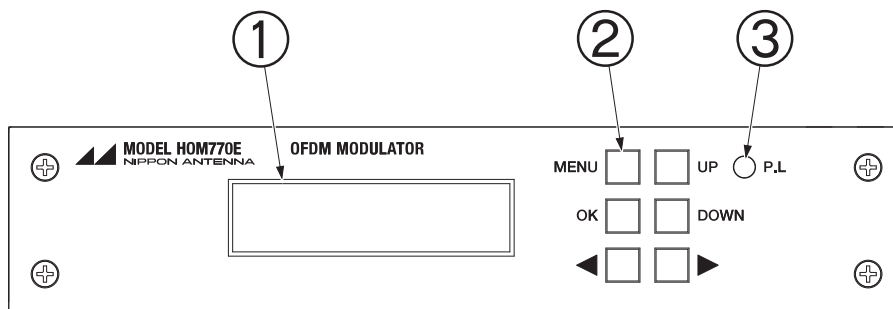 ① ② ③
MODEL HOM770E OFDM MODULATOR
NIPPON ANTENNA
MENU UP P.L
OK DOWN
◀ ▶